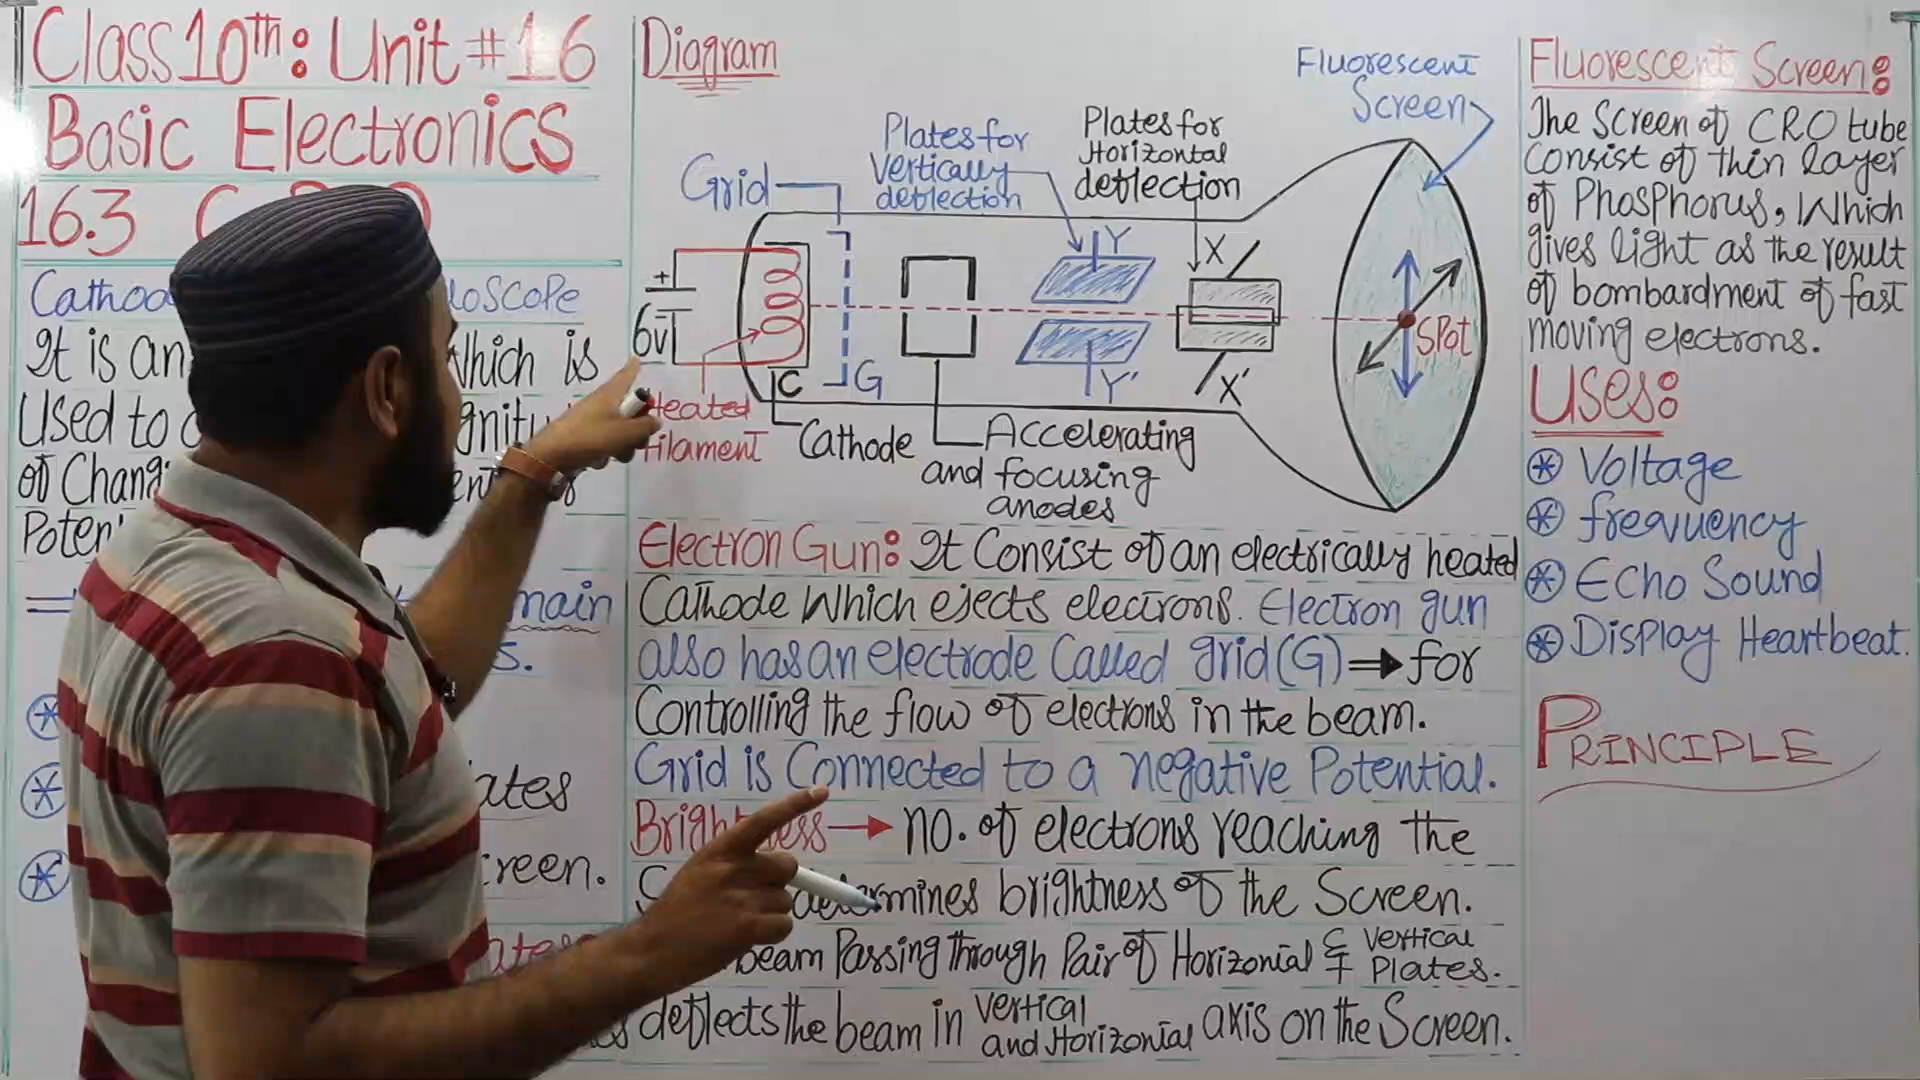 Class 10th: Unit # 16
Basic Electronics
16.3 C
O
loscope
It is an
Which is
Used to
of Chang
Poten
main
s.
ates
creen.
Diagram
Grid
Plates for
Vertically
deflection
Plates for
Horizontal
deflection
Fluorescent
Screen
+
6v
Heated
Filament
C
Cathode
G
Accelerating
and focusing
anodes
Y
Y'
X
X'
Spot
Electron Gun: It Consist of an electrically heated
Cathode Which ejects electrons. Electron gun
also has an electrode Called grid (G) → for
Controlling the flow of electrons in the beam.
Grid is Connected to a negative Potential.
Brightness → no. of electrons reaching the
determines brightness of the Screen.
beam Passing through Pair of Horizonial & Vertical Plates.
deflects the beam in Vertical and Horizonial axis on the Screen.
Fluorescent Screen:
The Screen of CRO tube
Consist of thin layer
of Phosphorus, Which
gives light as the result
of bombardment of fast
moving electrons.
Uses:
Voltage
frequency
Echo Sound
Display Heartbeat.
Principle